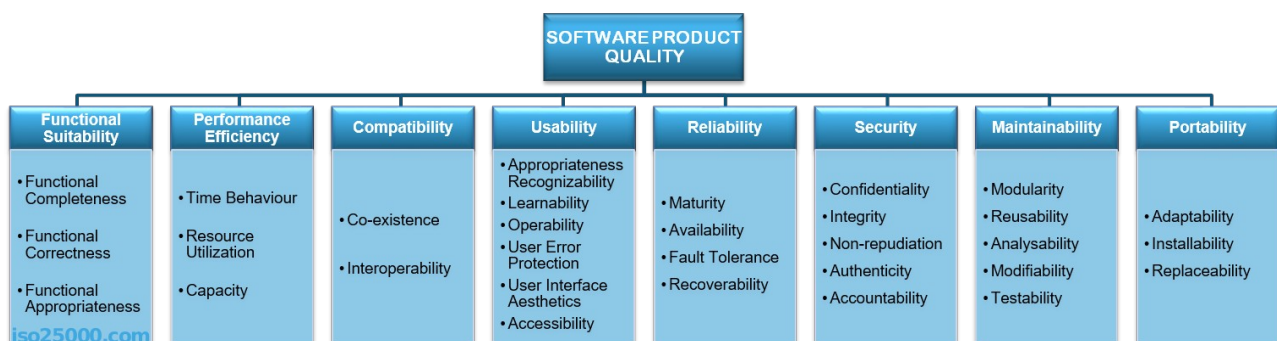 SOFTWARE PRODUCT
QUALITY
Functional
Suitability
• Functional
Completeness
• Functional
Correctness
• Functional
Appropriateness
Performance
Efficiency
• Time Behaviour
• Resource
Utilization
• Capacity
Compatibility
• Co-existence
• Interoperability
Usability
• Appropriateness
Recognizability
• Learnability
• Operability
• User Error
Protection
• User Interface
Aesthetics
• Accessibility
Reliability
• Maturity
• Availability
• Fault Tolerance
• Recoverability
Security
• Confidentiality
• Integrity
• Non-repudiation
• Authenticity
• Accountability
Maintainability
• Modularity
• Reusability
• Analysability
• Modifiability
• Testability
Portability
• Adaptability
• Installability
• Replaceability
iso25000.com